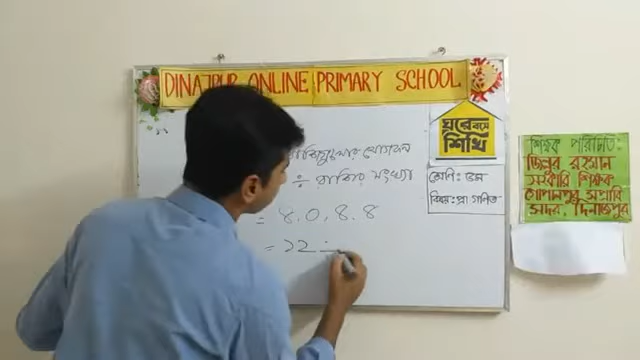 DINAJPUR ONLINE PRIMARY SCHOOL
ঘরে বসে
শিখি
রাশিগুলোর যোগফল
÷ রাশির সংখ্যা
শ্রেণি: ৫ম
বিষয়: প্রা গণিত
= ৪, ০, ৪, ৪
= ১২ ÷
শিক্ষক পরিচিতি:
জিল্লুর রহমান
সহকারি শিক্ষক
গোপালপুর সপ্রাবি
সদর, দিনাজপুর